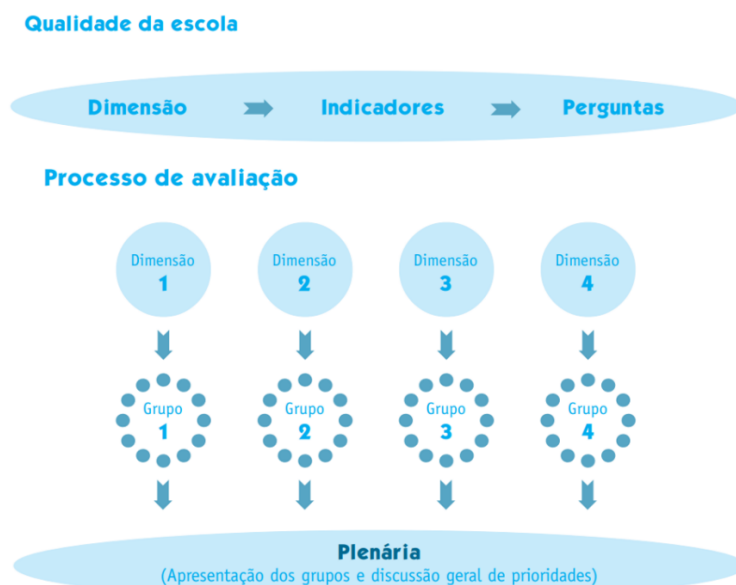 Qualidade da escola
Dimensão Indicadores Perguntas
Processo de avaliação
Dimensão Dimensão Dimensão Dimensão
1 2 3 4
Grupo Grupo Grupo Grupo
1 2 3 4
Plenária
(Apresentação dos grupos e discussão geral de prioridades)